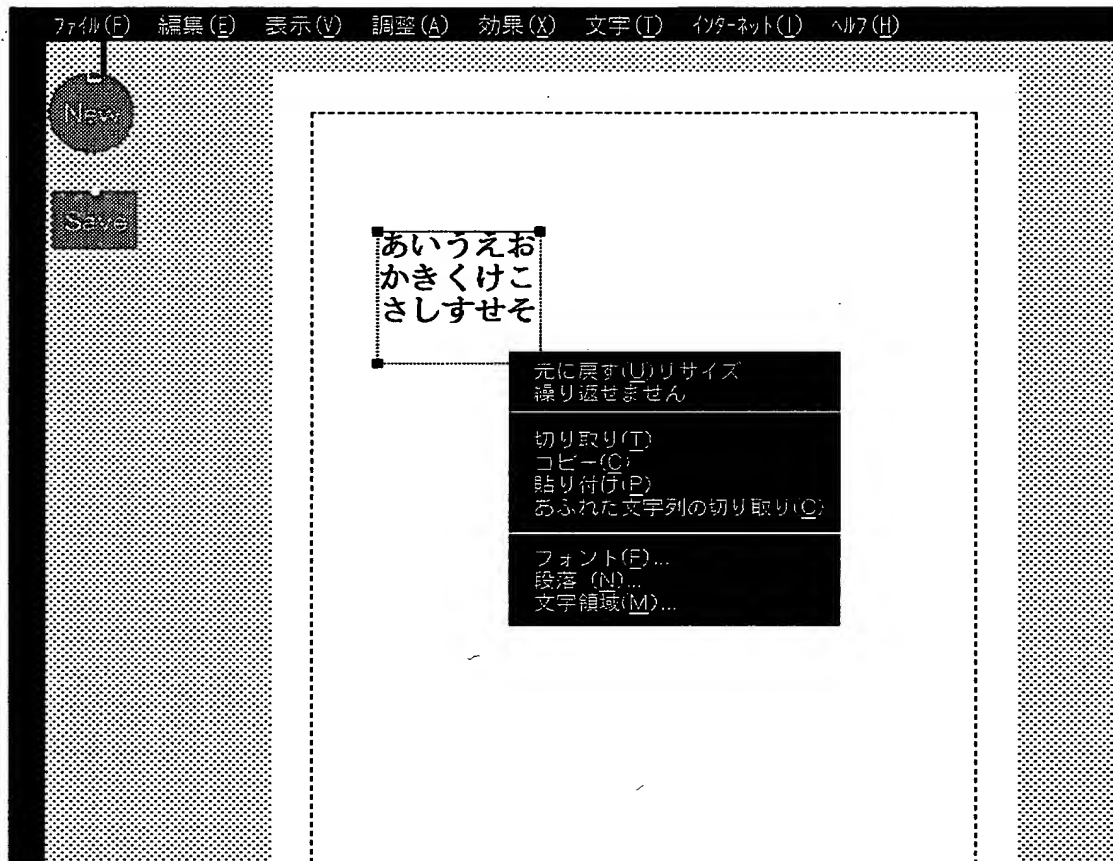 ファイル(F) 編集(E) 表示(V) 調整(A) 効果(X) 文字(T) インターネット(I) ヘルプ(H)
New
Save
あいうえお
かきくけこ
さしすせそ
元に戻す(U)リサイズ
繰り返せません
切り取り(T)
コピー(C)
貼り付け(P)
あふれた文字列の切り取り(C)
フォント(F)...
段落 (N)...
文字領域(M)...